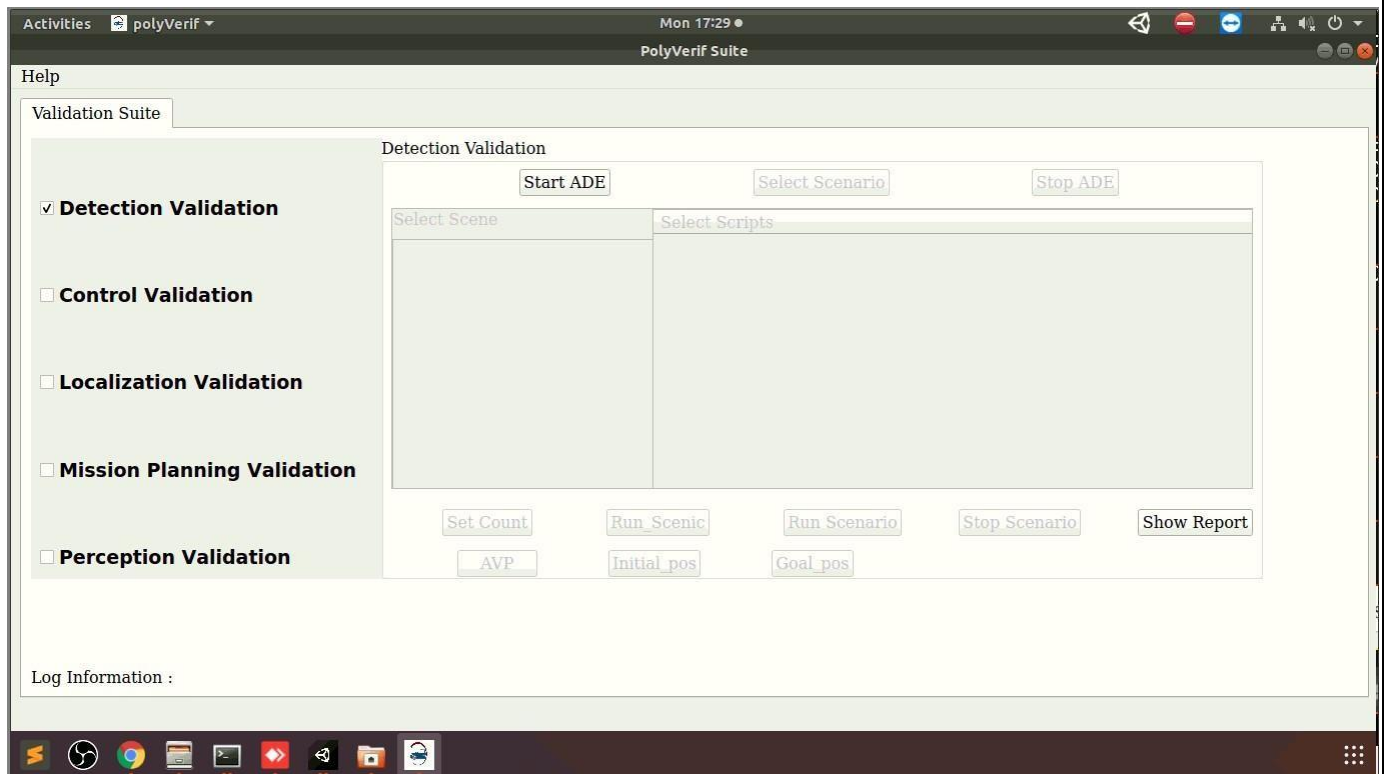 Activities polyVerif Mon 17:29
PolyVerif Suite
Help
Validation Suite
Detection Validation
Start ADE Select Scenario Stop ADE
Detection Validation
Select Scene Select Scripts
Control Validation
Localization Validation
Mission Planning Validation
Set Count Run_Scenic Run Scenario Stop Scenario Show Report
Perception Validation
AVP Initial_pos Goal_pos
Log Information :